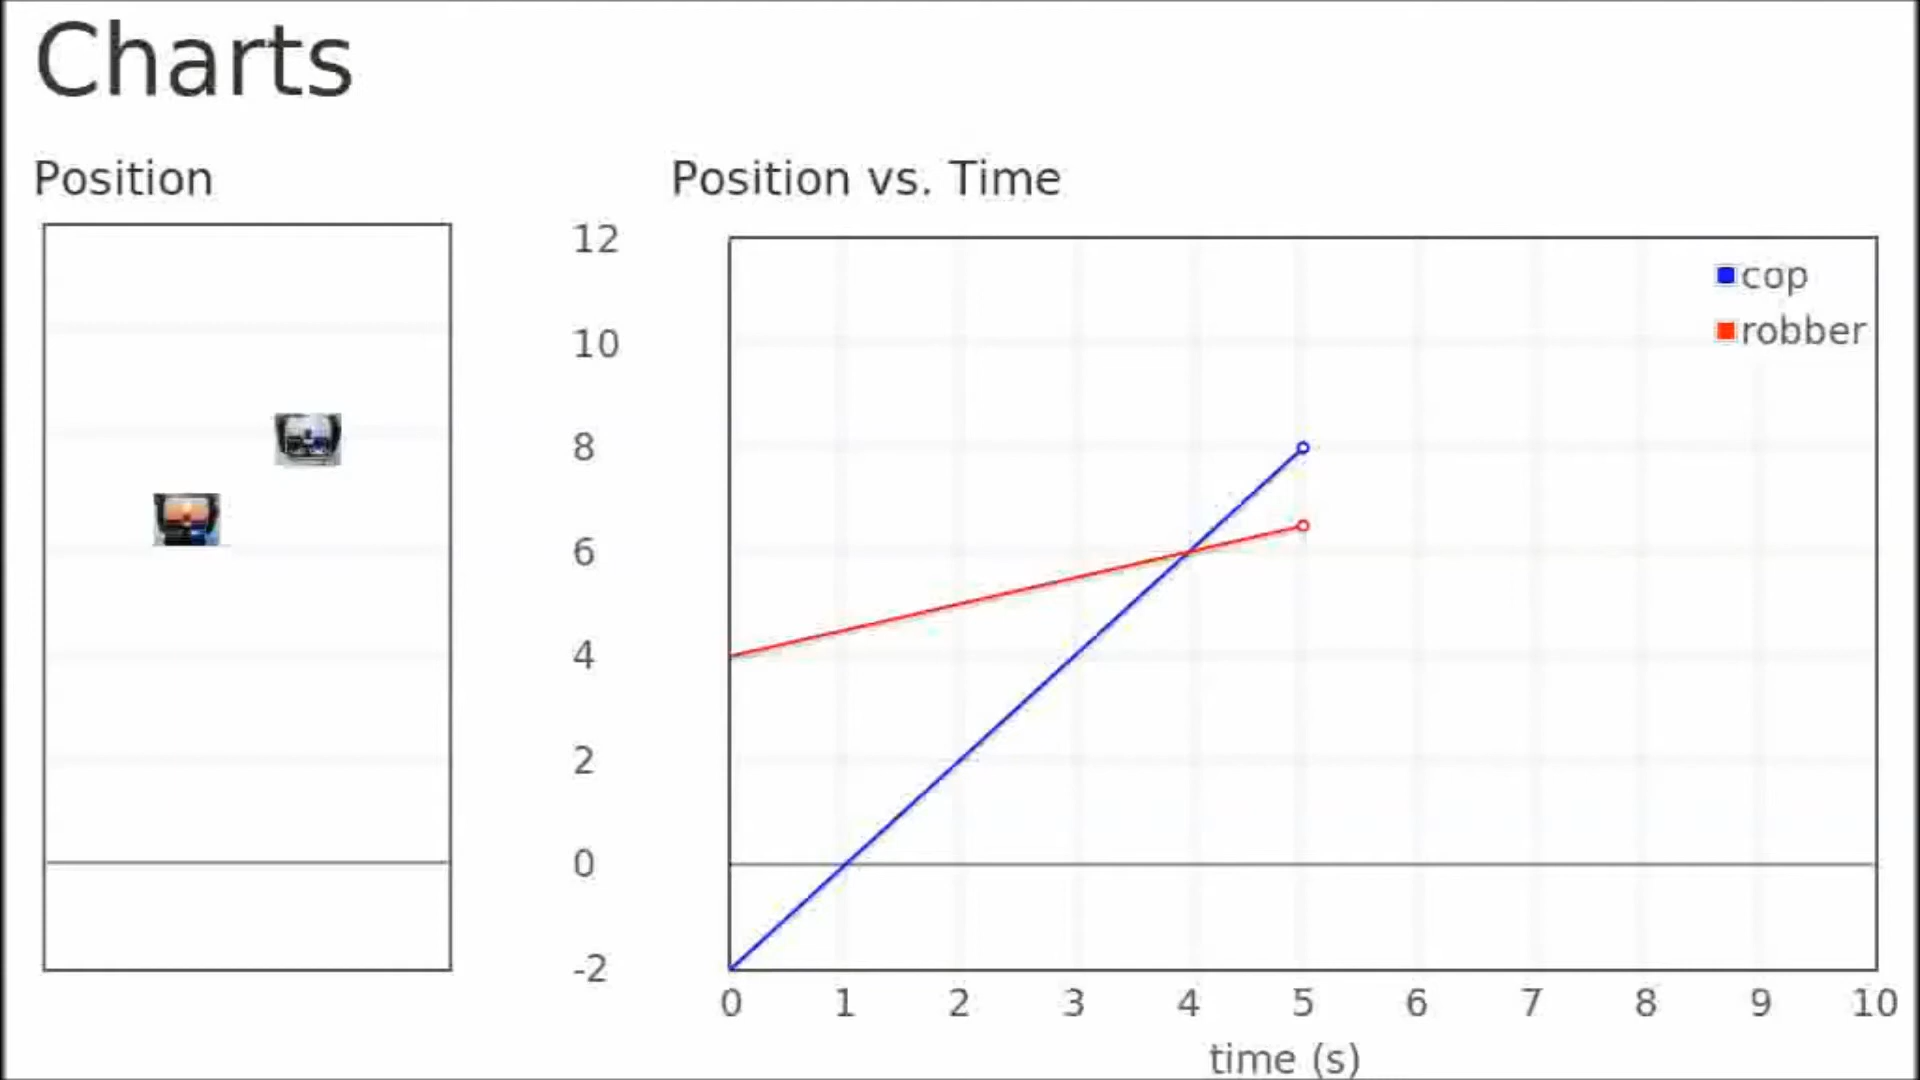 Charts
Position
Position vs. Time
12
10
8
6
4
2
0
-2
cop
robber
0 1 2 3 4 5 6 7 8 9 10
time (s)